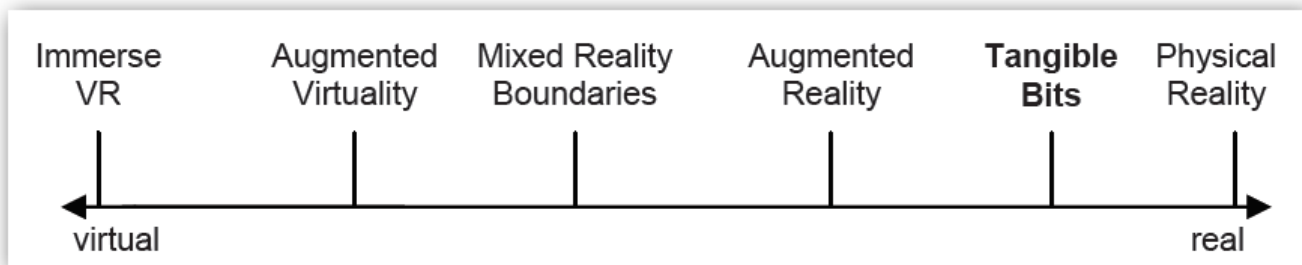 Immerse
VR
Augmented
Virtuality
Mixed Reality
Boundaries
Augmented
Reality
Tangible
Bits
Physical
Reality
virtual
real